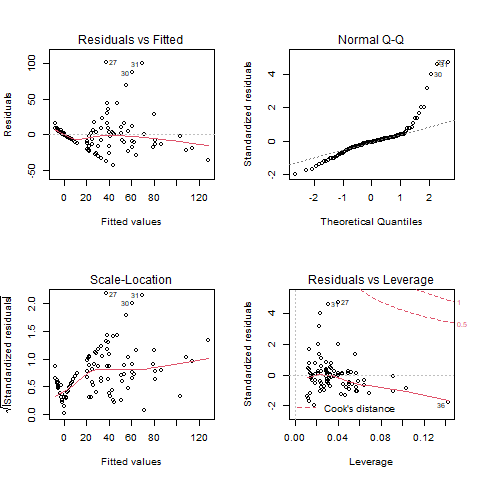 Residuals vs Fitted
Residuals
100
50
0
-50
27
31
30
0 20 40 60 80 120
Fitted values
Normal Q-Q
Standardized residuals
4
2
0
-2
27
31
30
-2 -1 0 1 2
Theoretical Quantiles
Scale-Location
√|Standardized residuals|
2.0
1.5
1.0
0.5
0.0
27
31
30
0 20 40 60 80 120
Fitted values
Residuals vs Leverage
Standardized residuals
4
2
0
-2
31
27
1
0.5
Cook's distance
36
0.00 0.04 0.08 0.12
Leverage